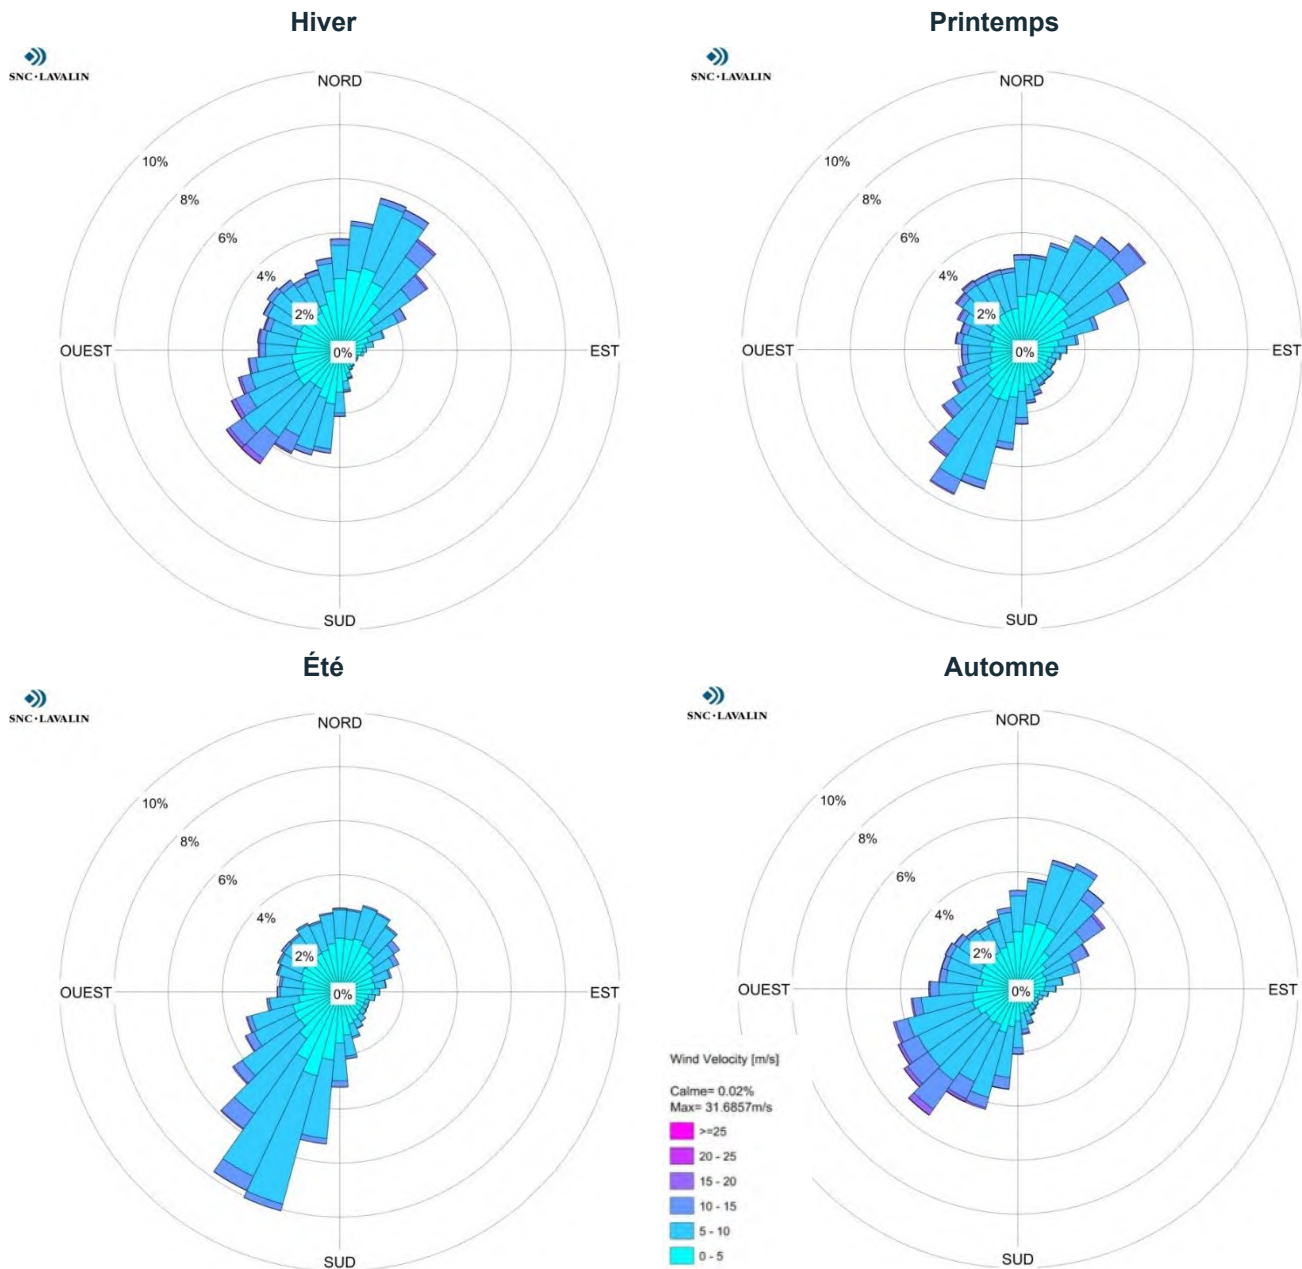 Hiver
SNC·LAVALIN
NORD
10%
8%
6%
4%
2%
0%
OUEST
EST
SUD
Printemps
SNC·LAVALIN
NORD
10%
8%
6%
4%
2%
0%
OUEST
EST
SUD
Été
SNC·LAVALIN
NORD
10%
8%
6%
4%
2%
0%
OUEST
EST
SUD
Automne
SNC·LAVALIN
NORD
10%
8%
6%
4%
2%
0%
OUEST
EST
SUD
Wind Velocity [m/s]
Calme= 0.02%
Max= 31.6857m/s
>=25
20 - 25
15 - 20
10 - 15
5 - 10
0 - 5